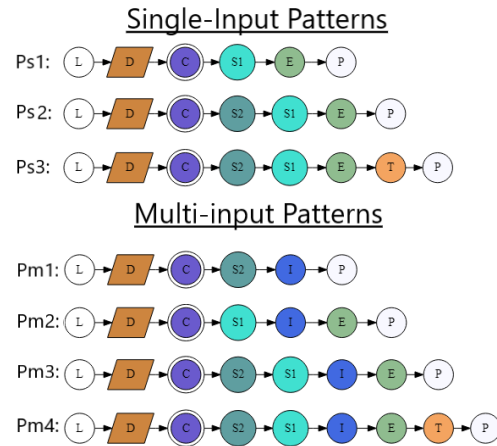 Single-Input Patterns
Ps1: L D C S1 E P
Ps2: L D C S2 S1 E P
Ps3: L D C S2 S1 E T P
Multi-input Patterns
Pm1: L D C S2 I P
Pm2: L D C S1 I E P
Pm3: L D C S2 S1 I E P
Pm4: L D C S2 S1 I E T P